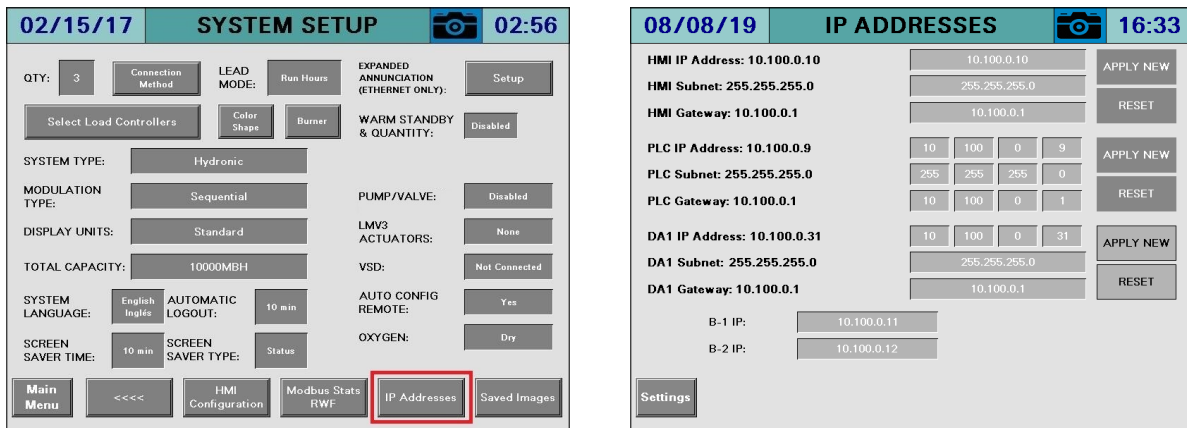 02/15/17 SYSTEM SETUP 02:56
QTY: 3 Connection Method LEAD MODE: Run Hours EXPANDED ANNUNCIATION (ETHERNET ONLY): Setup
Select Load Controllers Color Shape Burner WARM STANDBY & QUANTITY: Disabled
SYSTEM TYPE: Hydronic
MODULATION TYPE: Sequential PUMP/VALVE: Disabled
DISPLAY UNITS: Standard LMV3 ACTUATORS: None
TOTAL CAPACITY: 10000MBH VSD: Not Connected
SYSTEM LANGUAGE: English Inglés AUTOMATIC LOGOUT: 10 min AUTO CONFIG REMOTE: Yes
SCREEN SAVER TIME: 10 min SCREEN SAVER TYPE: Status OXYGEN: Dry
Main Menu <<<< HMI Configuration Modbus Stats RWF IP Addresses Saved Images
08/08/19 IP ADDRESSES 16:33
HMI IP Address: 10.100.0.10 10.100.0.10 APPLY NEW
HMI Subnet: 255.255.255.0 255.255.255.0
HMI Gateway: 10.100.0.1 10.100.0.1 RESET
PLC IP Address: 10.100.0.9 10 100 0 9 APPLY NEW
PLC Subnet: 255.255.255.0 255 255 255 0
PLC Gateway: 10.100.0.1 10 100 0 1 RESET
DA1 IP Address: 10.100.0.31 10 100 0 31 APPLY NEW
DA1 Subnet: 255.255.255.0 255.255.255.0
DA1 Gateway: 10.100.0.1 10.100.0.1 RESET
B-1 IP: 10.100.0.11
B-2 IP: 10.100.0.12
Settings